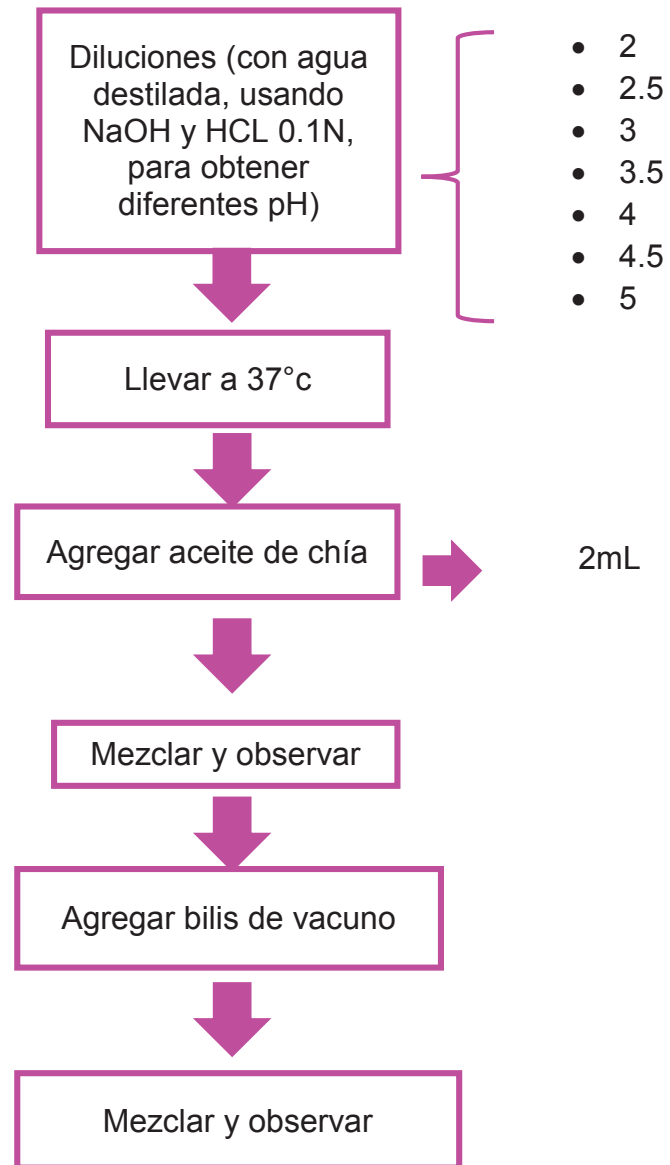 Diluciones (con agua
destilada, usando
NaOH y HCL 0.1N,
para obtener
diferentes pH)
• 2
• 2.5
• 3
• 3.5
• 4
• 4.5
• 5
Llevar a 37°c
Agregar aceite de chía
2mL
Mezclar y observar
Agregar bilis de vacuno
Mezclar y observar